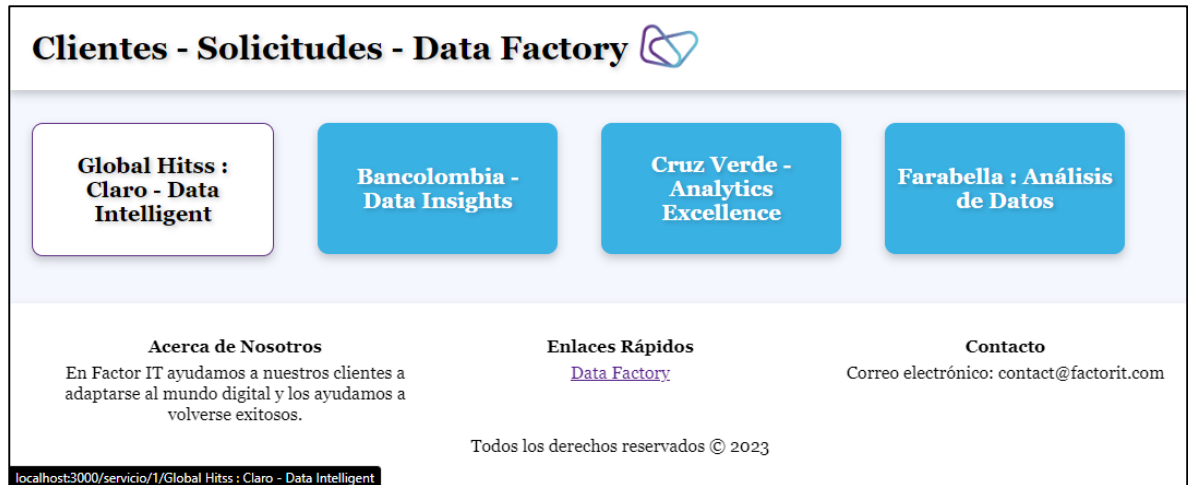 Clientes - Solicitudes - Data Factory
Global Hitss :
Claro - Data
Intelligent
Bancolombia -
Data Insights
Cruz Verde -
Analytics
Excellence
Farabella : Análisis
de Datos
Acerca de Nosotros
En Factor IT ayudamos a nuestros clientes a
adaptarse al mundo digital y los ayudamos a
volverse exitosos.
Enlaces Rápidos
Data Factory
Contacto
Correo electrónico: contact@factorit.com
Todos los derechos reservados © 2023
localhost:3000/servicio/1/Global Hitss : Claro - Data Intelligent